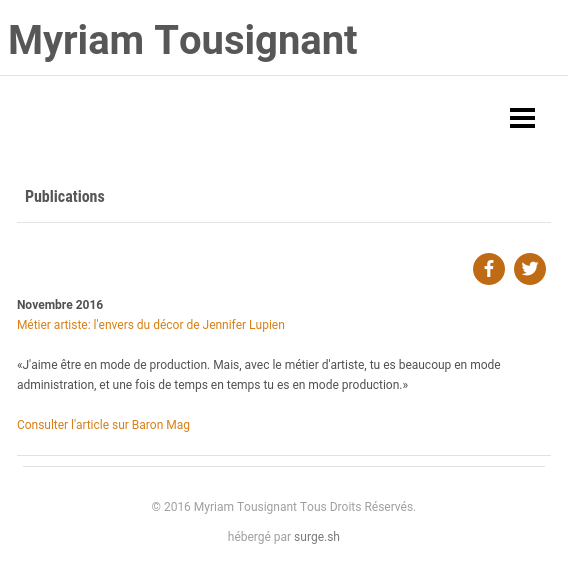 Myriam Tousignant
Publications
Novembre 2016
Métier artiste: l'envers du décor de Jennifer Lupien
«J'aime être en mode de production. Mais, avec le métier d'artiste, tu es beaucoup en mode
administration, et une fois de temps en temps tu es en mode production.»
Consulter l'article sur Baron Mag
© 2016 Myriam Tousignant Tous Droits Réservés.
hébergé par surge.sh